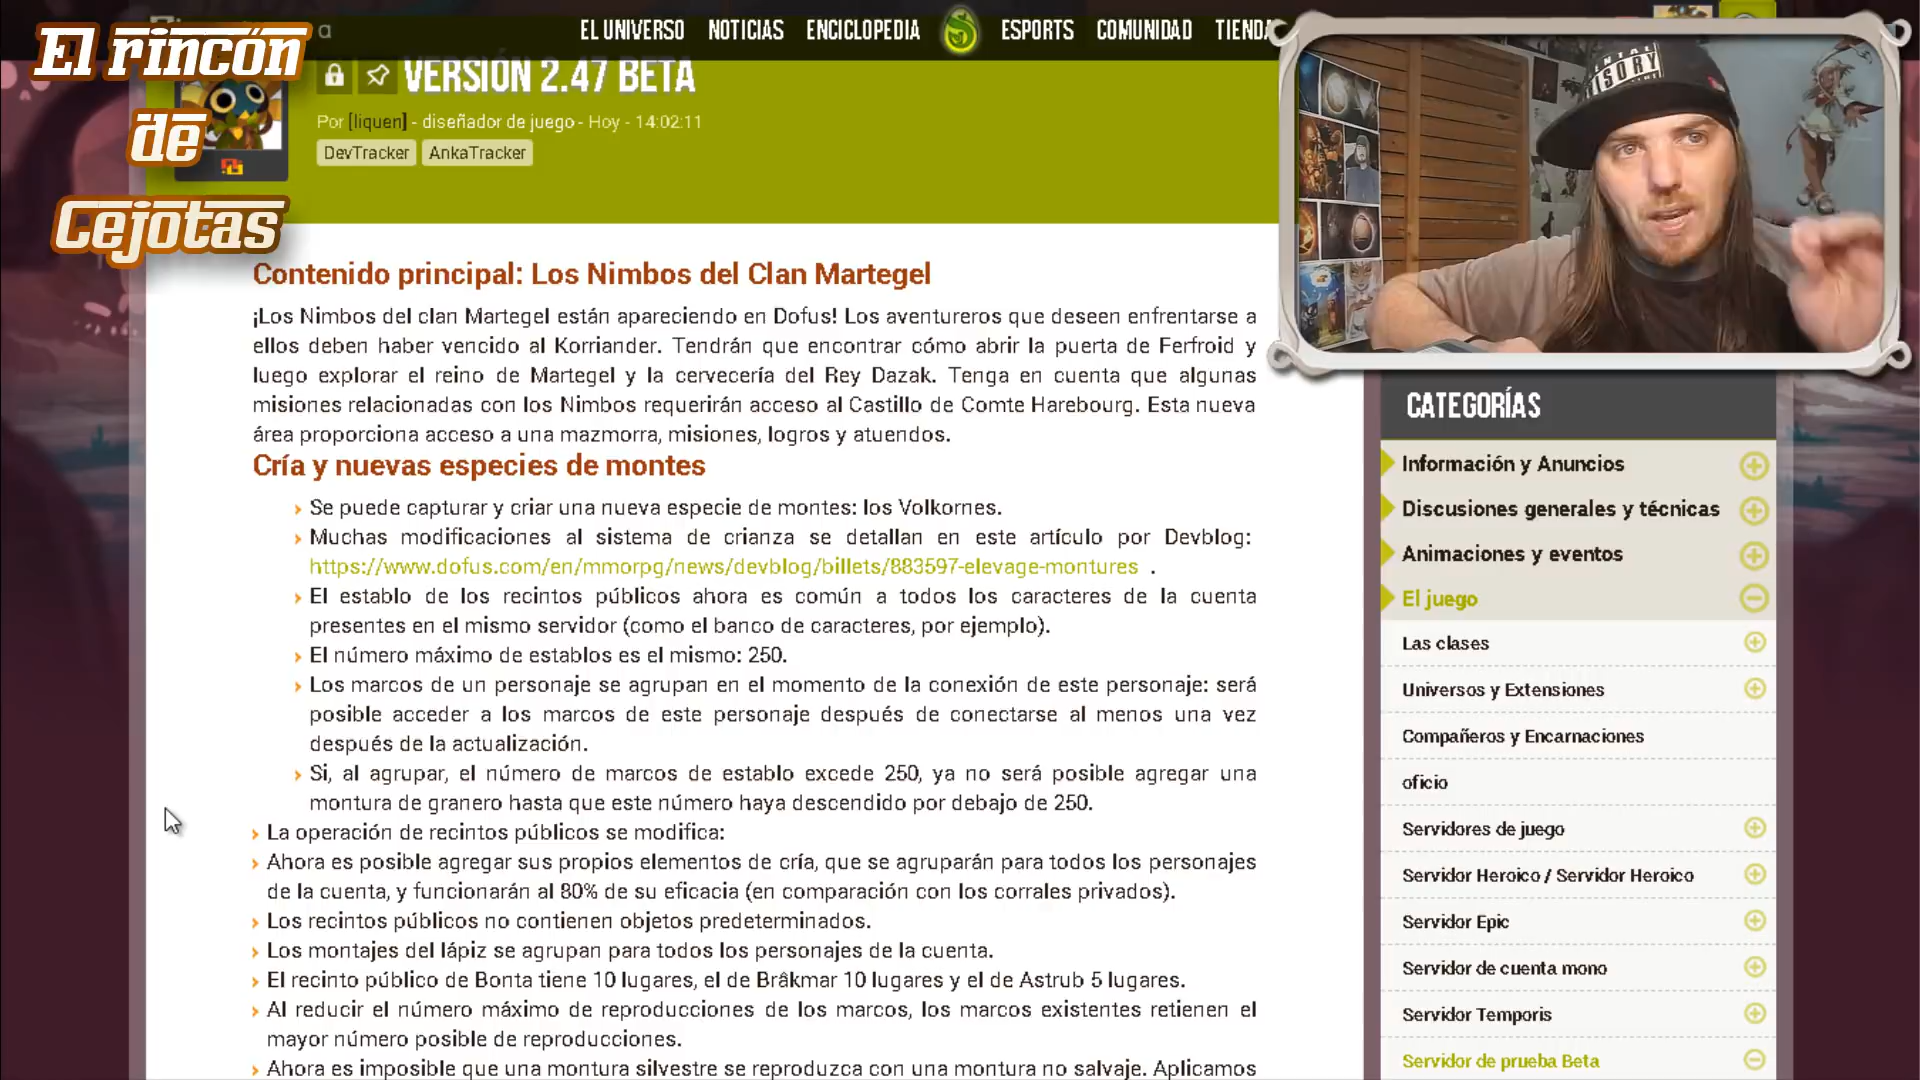 El rincón
de
Cejotas
a
EL UNIVERSO NOTICIAS ENCICLOPEDIA ESPORTS COMUNIDAD TIENDA
VERSIÓN 2.47 BETA
Por [liquen] - diseñador de juego - Hoy - 14:02:11
DevTracker AnkaTracker
Contenido principal: Los Nimbos del Clan Martegel
¡Los Nimbos del clan Martegel están apareciendo en Dofus! Los aventureros que deseen enfrentarse a
ellos deben haber vencido al Korriander. Tendrán que encontrar cómo abrir la puerta de Ferfroid y
luego explorar el reino de Martegel y la cervecería del Rey Dazak. Tenga en cuenta que algunas
misiones relacionadas con los Nimbos requerirán acceso al Castillo de Comte Harebourg. Esta nueva
área proporciona acceso a una mazmorra, misiones, logros y atuendos.
Cría y nuevas especies de montes
Se puede capturar y criar una nueva especie de montes: los Volkornes.
Muchas modificaciones al sistema de crianza se detallan en este artículo por Devblog:
https://www.dofus.com/en/mmorpg/news/devblog/billets/883597-elevage-montures .
El establo de los recintos públicos ahora es común a todos los caracteres de la cuenta
presentes en el mismo servidor (como el banco de caracteres, por ejemplo).
El número máximo de establos es el mismo: 250.
Los marcos de un personaje se agrupan en el momento de la conexión de este personaje: será
posible acceder a los marcos de este personaje después de conectarse al menos una vez
después de la actualización.
Si, al agrupar, el número de marcos de establo excede 250, ya no será posible agregar una
montura de granero hasta que este número haya descendido por debajo de 250.
La operación de recintos públicos se modifica:
Ahora es posible agregar sus propios elementos de cría, que se agruparán para todos los personajes
de la cuenta, y funcionarán al 80% de su eficacia (en comparación con los corrales privados).
Los recintos públicos no contienen objetos predeterminados.
Los montajes del lápiz se agrupan para todos los personajes de la cuenta.
El recinto público de Bonta tiene 10 lugares, el de Brâkmar 10 lugares y el de Astrub 5 lugares.
Al reducir el número máximo de reproducciones de los marcos, los marcos existentes retienen el
mayor número posible de reproducciones.
Ahora es imposible que una montura silvestre se reproduzca con una montura no salvaje. Aplicamos
CATEGORÍAS
Información y Anuncios
Discusiones generales y técnicas
Animaciones y eventos
El juego
Las clases
Universos y Extensiones
Compañeros y Encarnaciones
oficio
Servidores de juego
Servidor Heroico / Servidor Heroico
Servidor Epic
Servidor de cuenta mono
Servidor Temporis
Servidor de prueba Beta